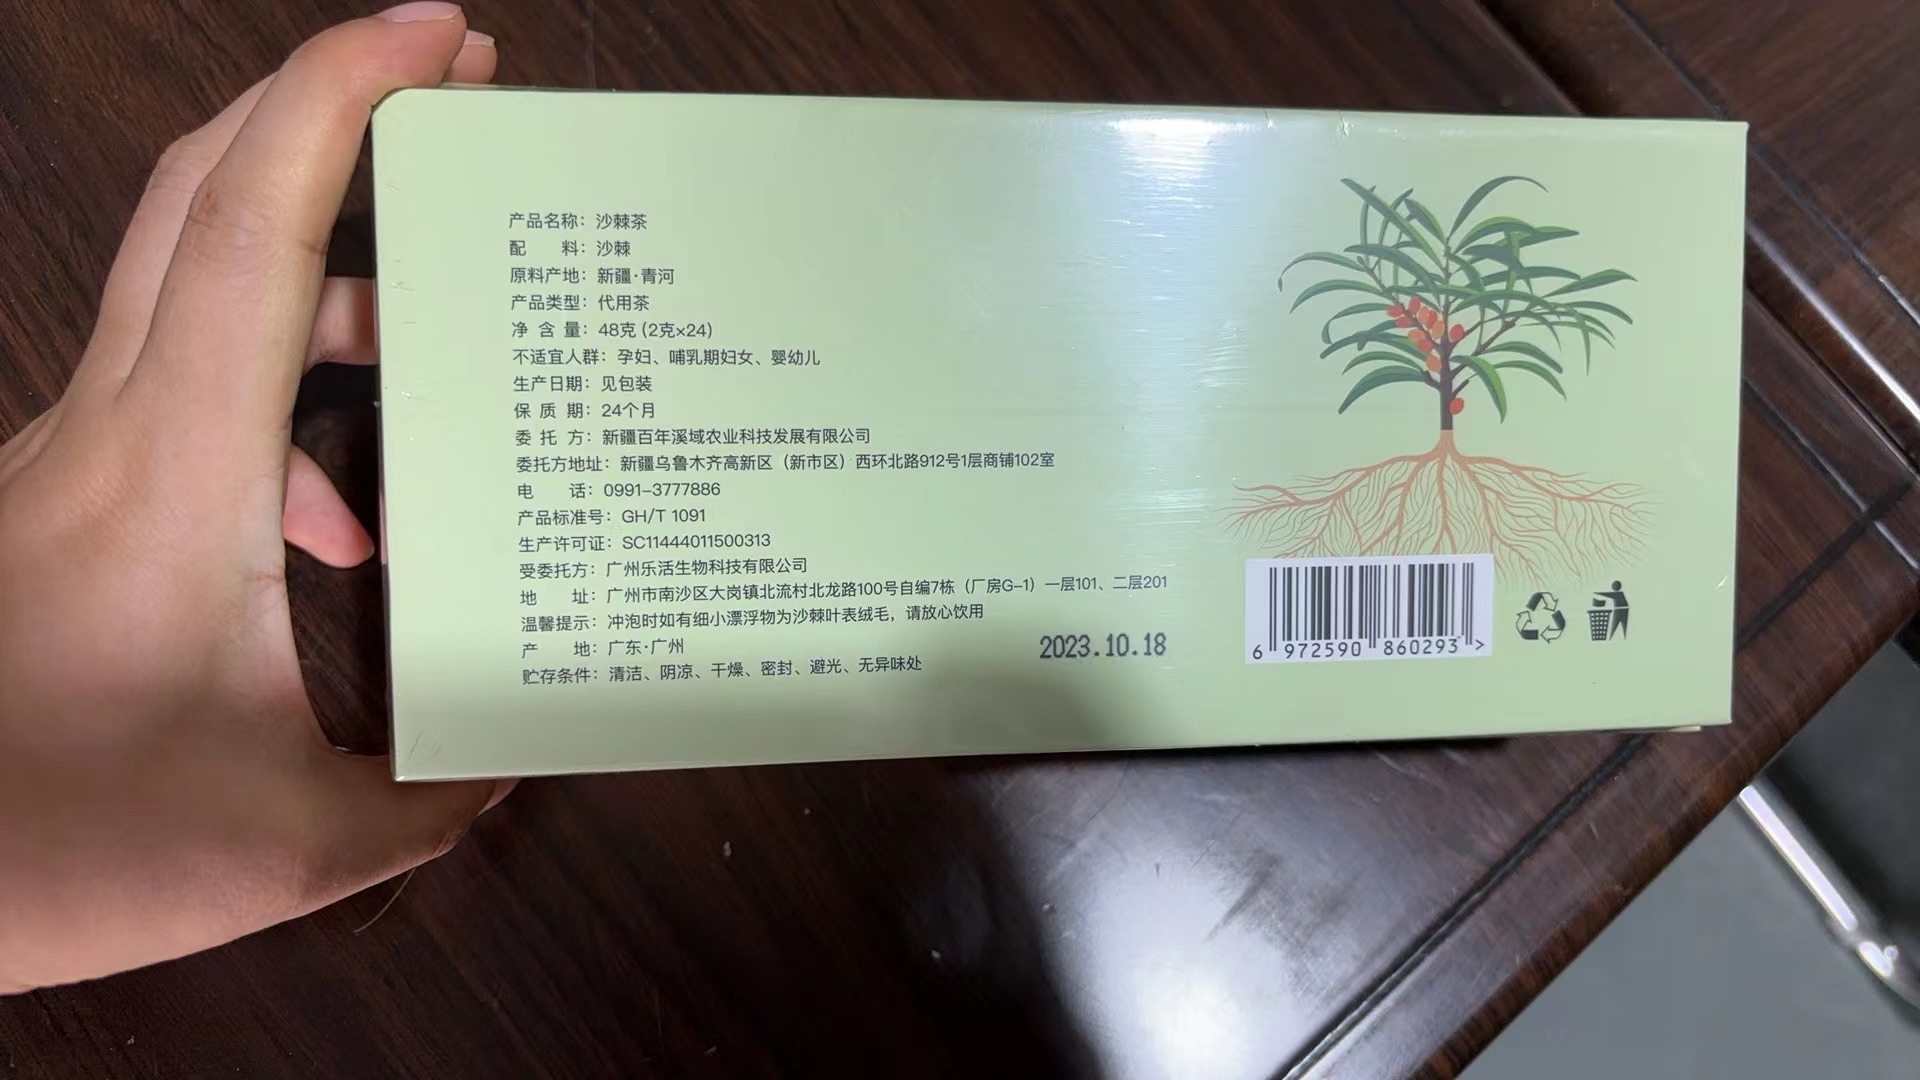 产品名称：沙棘茶
配　　料：沙棘
原料产地：新疆·青河
产品类型：代用茶
净 含 量：48克 (2克×24)
不适宜人群：孕妇、哺乳期妇女、婴幼儿
生产日期：见包装
保 质 期：24个月
委 托 方：新疆百年溪域农业科技发展有限公司
委托方地址：新疆乌鲁木齐高新区（新市区）西环北路912号1层商铺102室
电　　话：0991-3777886
产品标准号：GH/T 1091
生产许可证：SC11444011500313
受委托方：广州乐活生物科技有限公司
地　　址：广州市南沙区大岗镇北流村北龙路100号自编7栋（厂房G-1）一层101、二层201
温馨提示：冲泡时如有细小漂浮物为沙棘叶表绒毛，请放心饮用
产　　地：广东·广州
贮存条件：清洁、阴凉、干燥、密封、避光、无异味处
2023.10.18
6 972590 860293 >